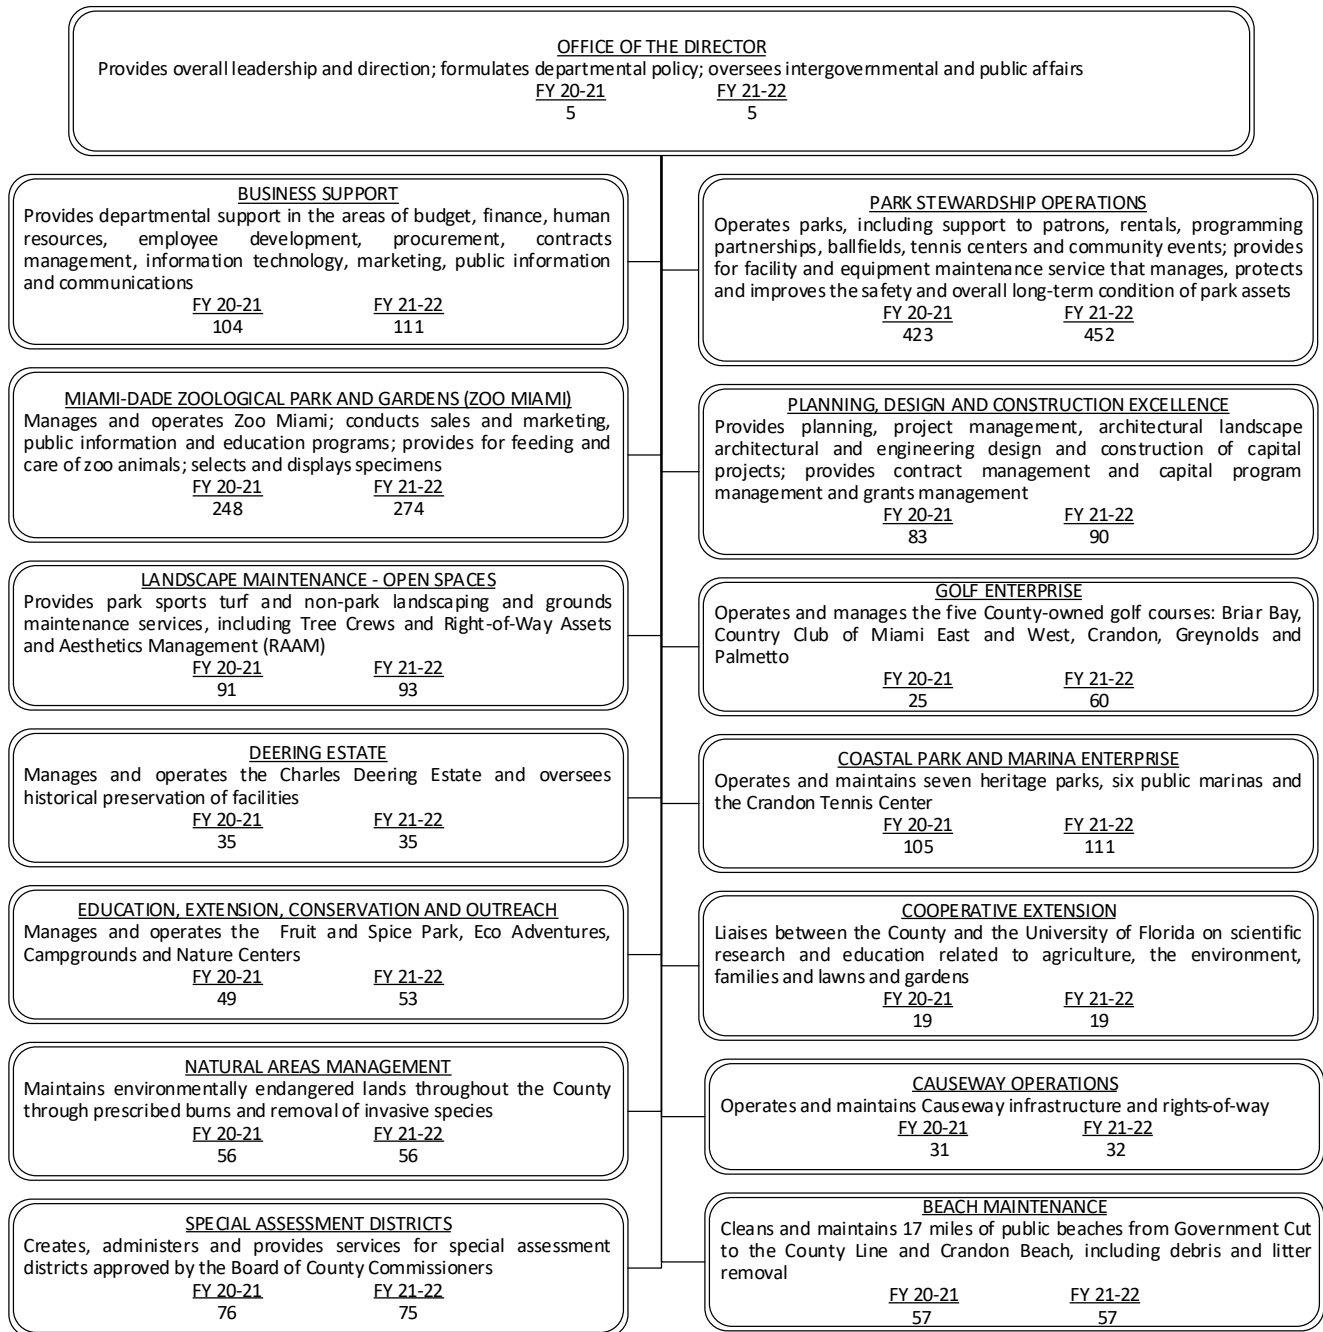 OFFICE OF THE DIRECTOR
Provides overall leadership and direction; formulates departmental policy; oversees intergovernmental and public affairs
FY 20-21 FY 21-22
5 5
BUSINESS SUPPORT
Provides departmental support in the areas of budget, finance, human
resources, employee development, procurement, contracts
management, information technology, marketing, public information
and communications
FY 20-21 FY 21-22
104 111
PARK STEWARDSHIP OPERATIONS
Operates parks, including support to patrons, rentals, programming
partnerships, ballfields, tennis centers and community events; provides
for facility and equipment maintenance service that manages, protects
and improves the safety and overall long-term condition of park assets
FY 20-21 FY 21-22
423 452
MIAMI-DADE ZOOLOGICAL PARK AND GARDENS (ZOO MIAMI)
Manages and operates Zoo Miami; conducts sales and marketing,
public information and education programs; provides for feeding and
care of zoo animals; selects and displays specimens
FY 20-21 FY 21-22
248 274
PLANNING, DESIGN AND CONSTRUCTION EXCELLENCE
Provides planning, project management, architectural landscape
architectural and engineering design and construction of capital
projects; provides contract management and capital program
management and grants management
FY 20-21 FY 21-22
83 90
LANDSCAPE MAINTENANCE - OPEN SPACES
Provides park sports turf and non-park landscaping and grounds
maintenance services, including Tree Crews and Right-of-Way Assets
and Aesthetics Management (RAAM)
FY 20-21 FY 21-22
91 93
GOLF ENTERPRISE
Operates and manages the five County-owned golf courses: Briar Bay,
Country Club of Miami East and West, Crandon, Greynolds and
Palmetto
FY 20-21 FY 21-22
25 60
DEERING ESTATE
Manages and operates the Charles Deering Estate and oversees
historical preservation of facilities
FY 20-21 FY 21-22
35 35
COASTAL PARK AND MARINA ENTERPRISE
Operates and maintains seven heritage parks, six public marinas and
the Crandon Tennis Center
FY 20-21 FY 21-22
105 111
EDUCATION, EXTENSION, CONSERVATION AND OUTREACH
Manages and operates the Fruit and Spice Park, Eco Adventures,
Campgrounds and Nature Centers
FY 20-21 FY 21-22
49 53
COOPERATIVE EXTENSION
Liaises between the County and the University of Florida on scientific
research and education related to agriculture, the environment,
families and lawns and gardens
FY 20-21 FY 21-22
19 19
NATURAL AREAS MANAGEMENT
Maintains environmentally endangered lands throughout the County
through prescribed burns and removal of invasive species
FY 20-21 FY 21-22
56 56
CAUSEWAY OPERATIONS
Operates and maintains Causeway infrastructure and rights-of-way
FY 20-21 FY 21-22
31 32
SPECIAL ASSESSMENT DISTRICTS
Creates, administers and provides services for special assessment
districts approved by the Board of County Commissioners
FY 20-21 FY 21-22
76 75
BEACH MAINTENANCE
Cleans and maintains 17 miles of public beaches from Government Cut
to the County Line and Crandon Beach, including debris and litter
removal
FY 20-21 FY 21-22
57 57